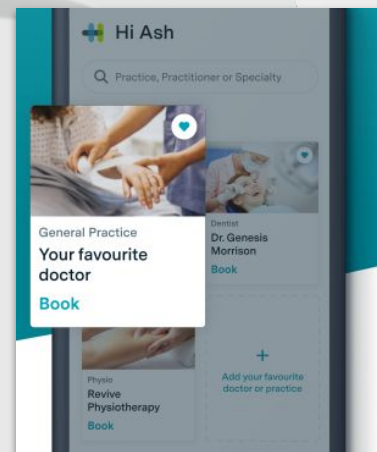 Hi Ash
Practice, Practitioner or Specialty
General Practice
Your favourite
doctor
Book
Dentist
Dr. Genesis
Morrison
Book
Physio
Revive
Physiotherapy
Book
+
Add your favourite
doctor or practice